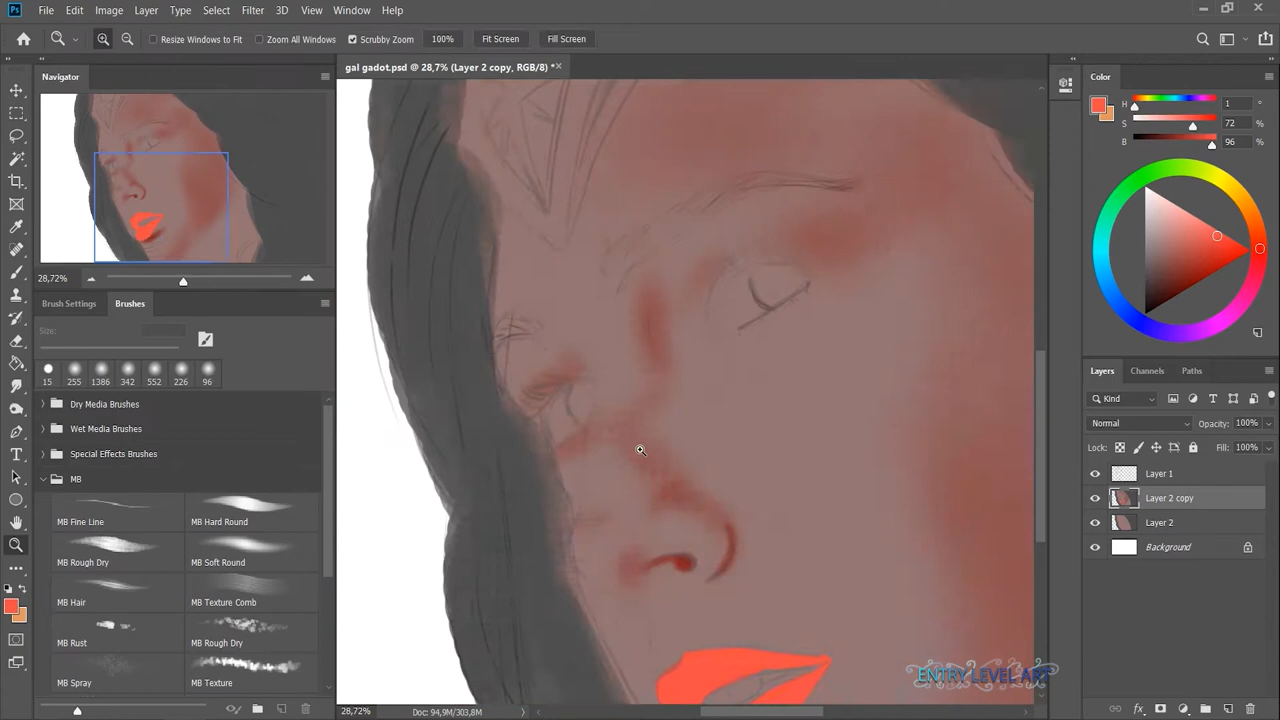 Ps File Edit Image Layer Type Select Filter 3D View Window Help
Resize Windows to Fit Zoom All Windows Scrubby Zoom 100% Fit Screen Fill Screen
Navigator
gal gadot.psd @ 28,7% (Layer 2 copy, RGB/8) *
Color
H 1 °
S 72 %
B 96 %
28,72%
Brush Settings Brushes
Size:
15 255 1386 342 552 226 96
Dry Media Brushes
Wet Media Brushes
Special Effects Brushes
MB
MB Fine Line MB Hard Round
MB Rough Dry MB Soft Round
MB Hair MB Texture Comb
MB Rust MB Rough Dry
MB Spray MB Texture
Layers Channels Paths
Kind
Normal Opacity: 100%
Lock: Fill: 100%
Layer 1
Layer 2 copy
Layer 2
Background
ENTRY LEVEL ART
28,72% Doc: 94,9M/303,8M